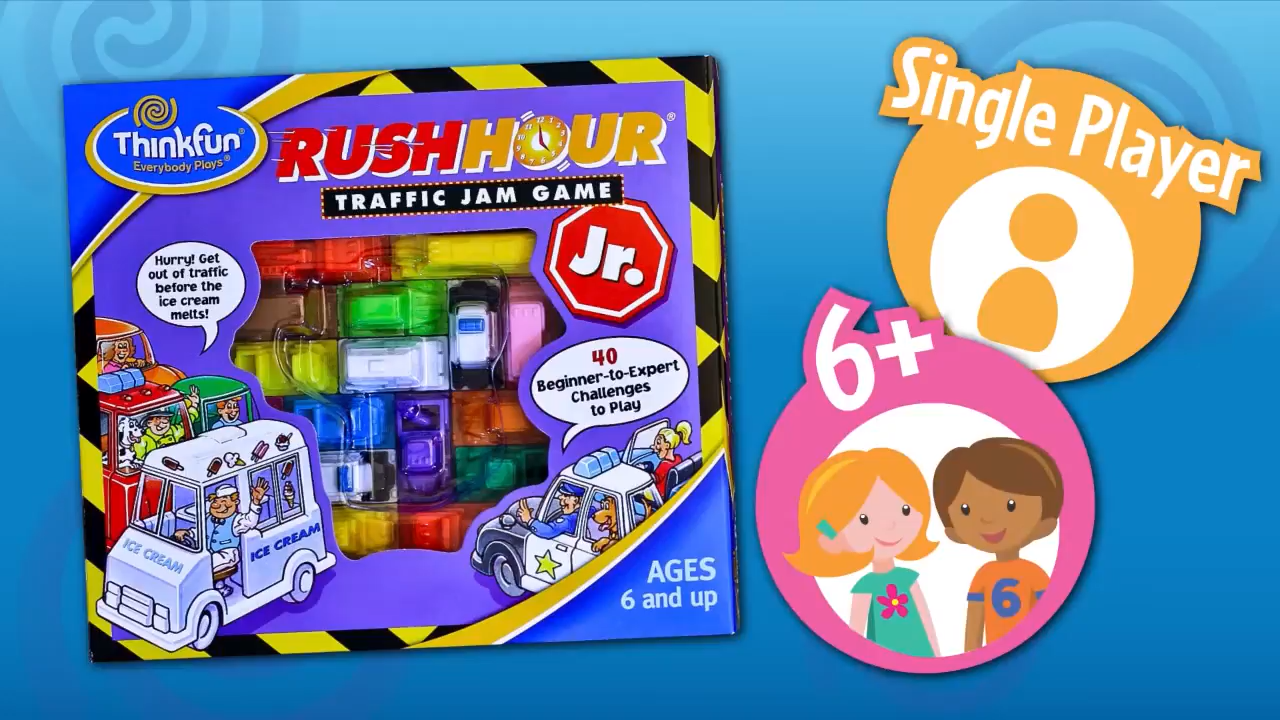 Thinkfun®
Everybody Plays®
RUSH HOUR®
TRAFFIC JAM GAME
Jr.
Hurry! Get
out of traffic
before the
ice cream
melts!
40
Beginner-to-Expert
Challenges
to Play
ICE CREAM
ICE CREAM
AGES
6 and up
Single Player
6+
6